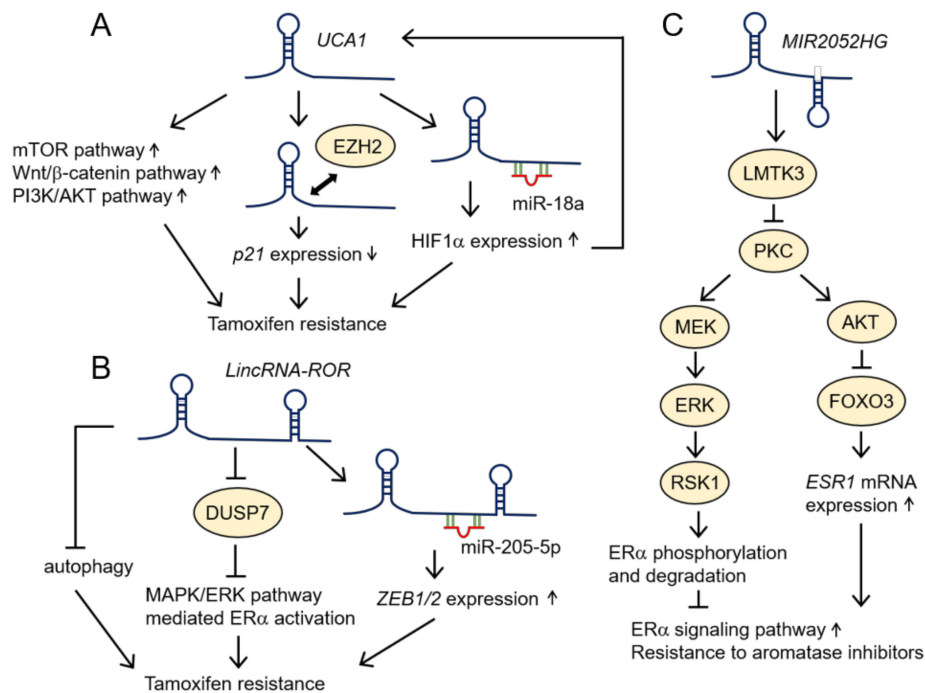 A
UCA1
mTOR pathway ↑
Wnt/β-catenin pathway ↑
PI3K/AKT pathway ↑
EZH2
p21 expression ↓
miR-18a
HIF1α expression ↑
Tamoxifen resistance
B
LincRNA-ROR
autophagy
DUSP7
MAPK/ERK pathway
mediated ERα activation
miR-205-5p
ZEB1/2 expression ↑
Tamoxifen resistance
C
MIR2052HG
LMTK3
PKC
MEK
ERK
RSK1
ERα phosphorylation
and degradation
AKT
FOXO3
ESR1 mRNA
expression ↑
ERα signaling pathway ↑
Resistance to aromatase inhibitors